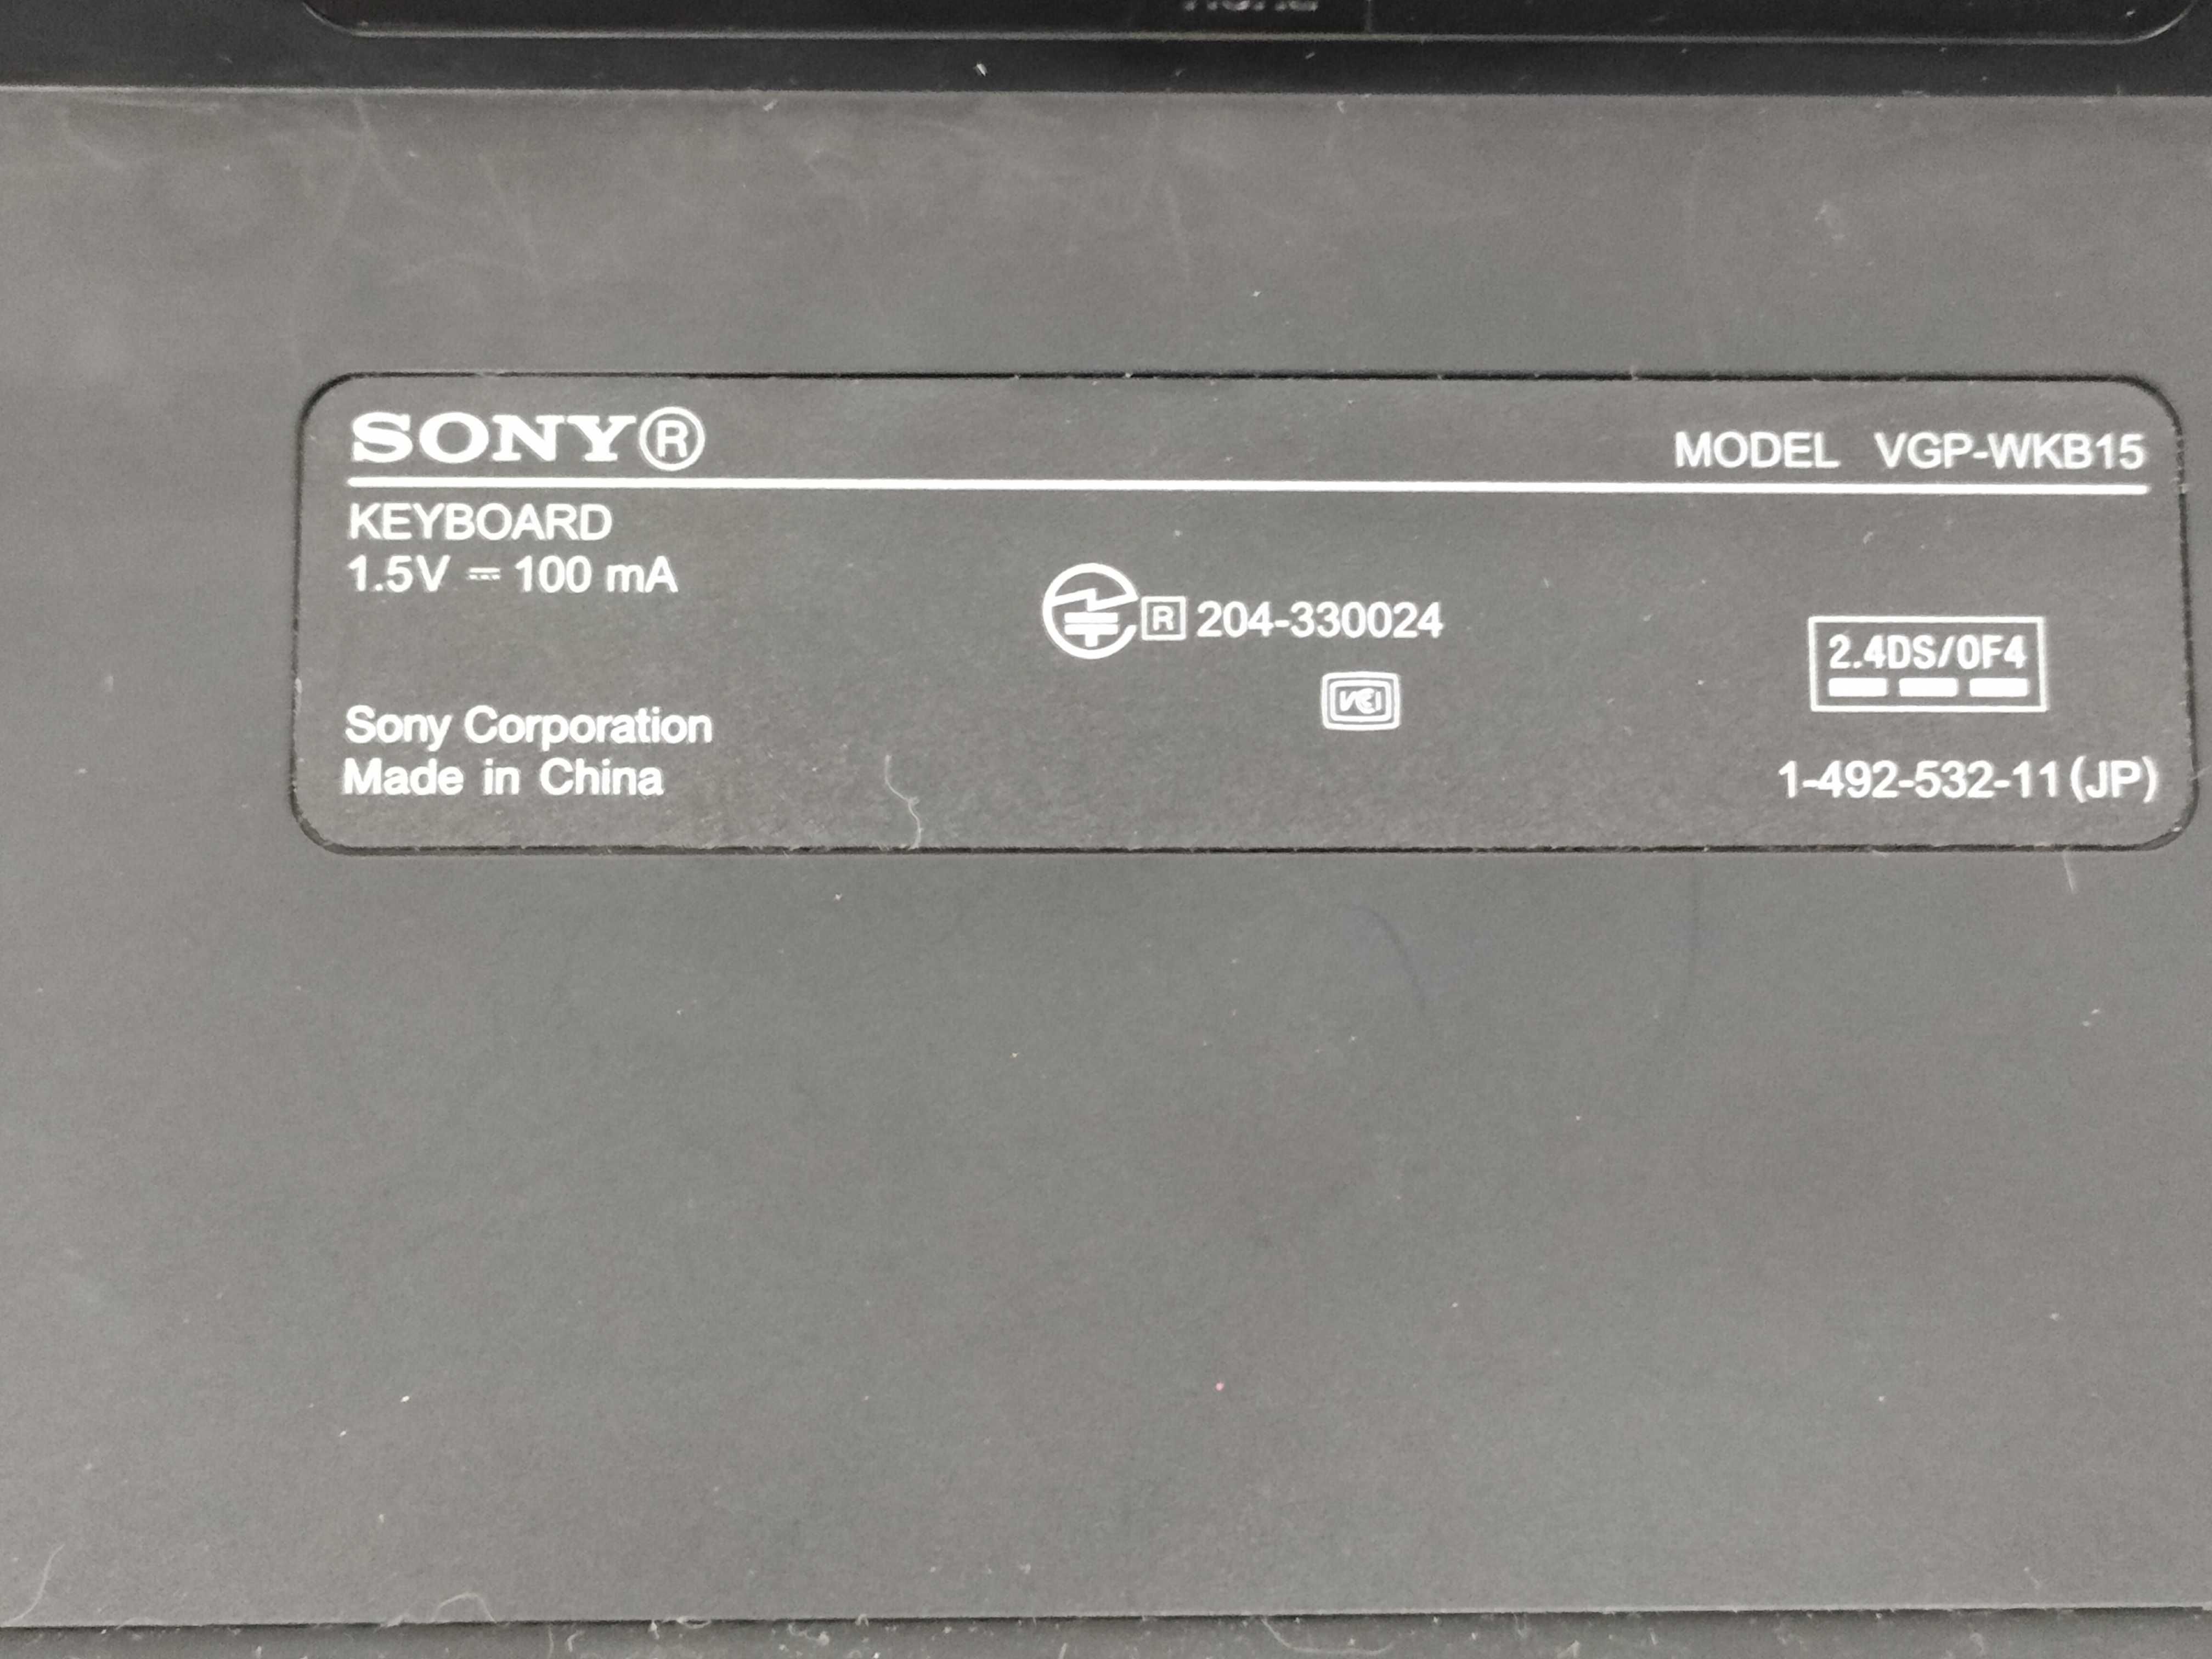 SONY®
MODEL VGP-WKB15
KEYBOARD
1.5V ⎓ 100 mA
R 204-330024
VCI
2.4DS/OF4
Sony Corporation
Made in China
1-492-532-11(JP)